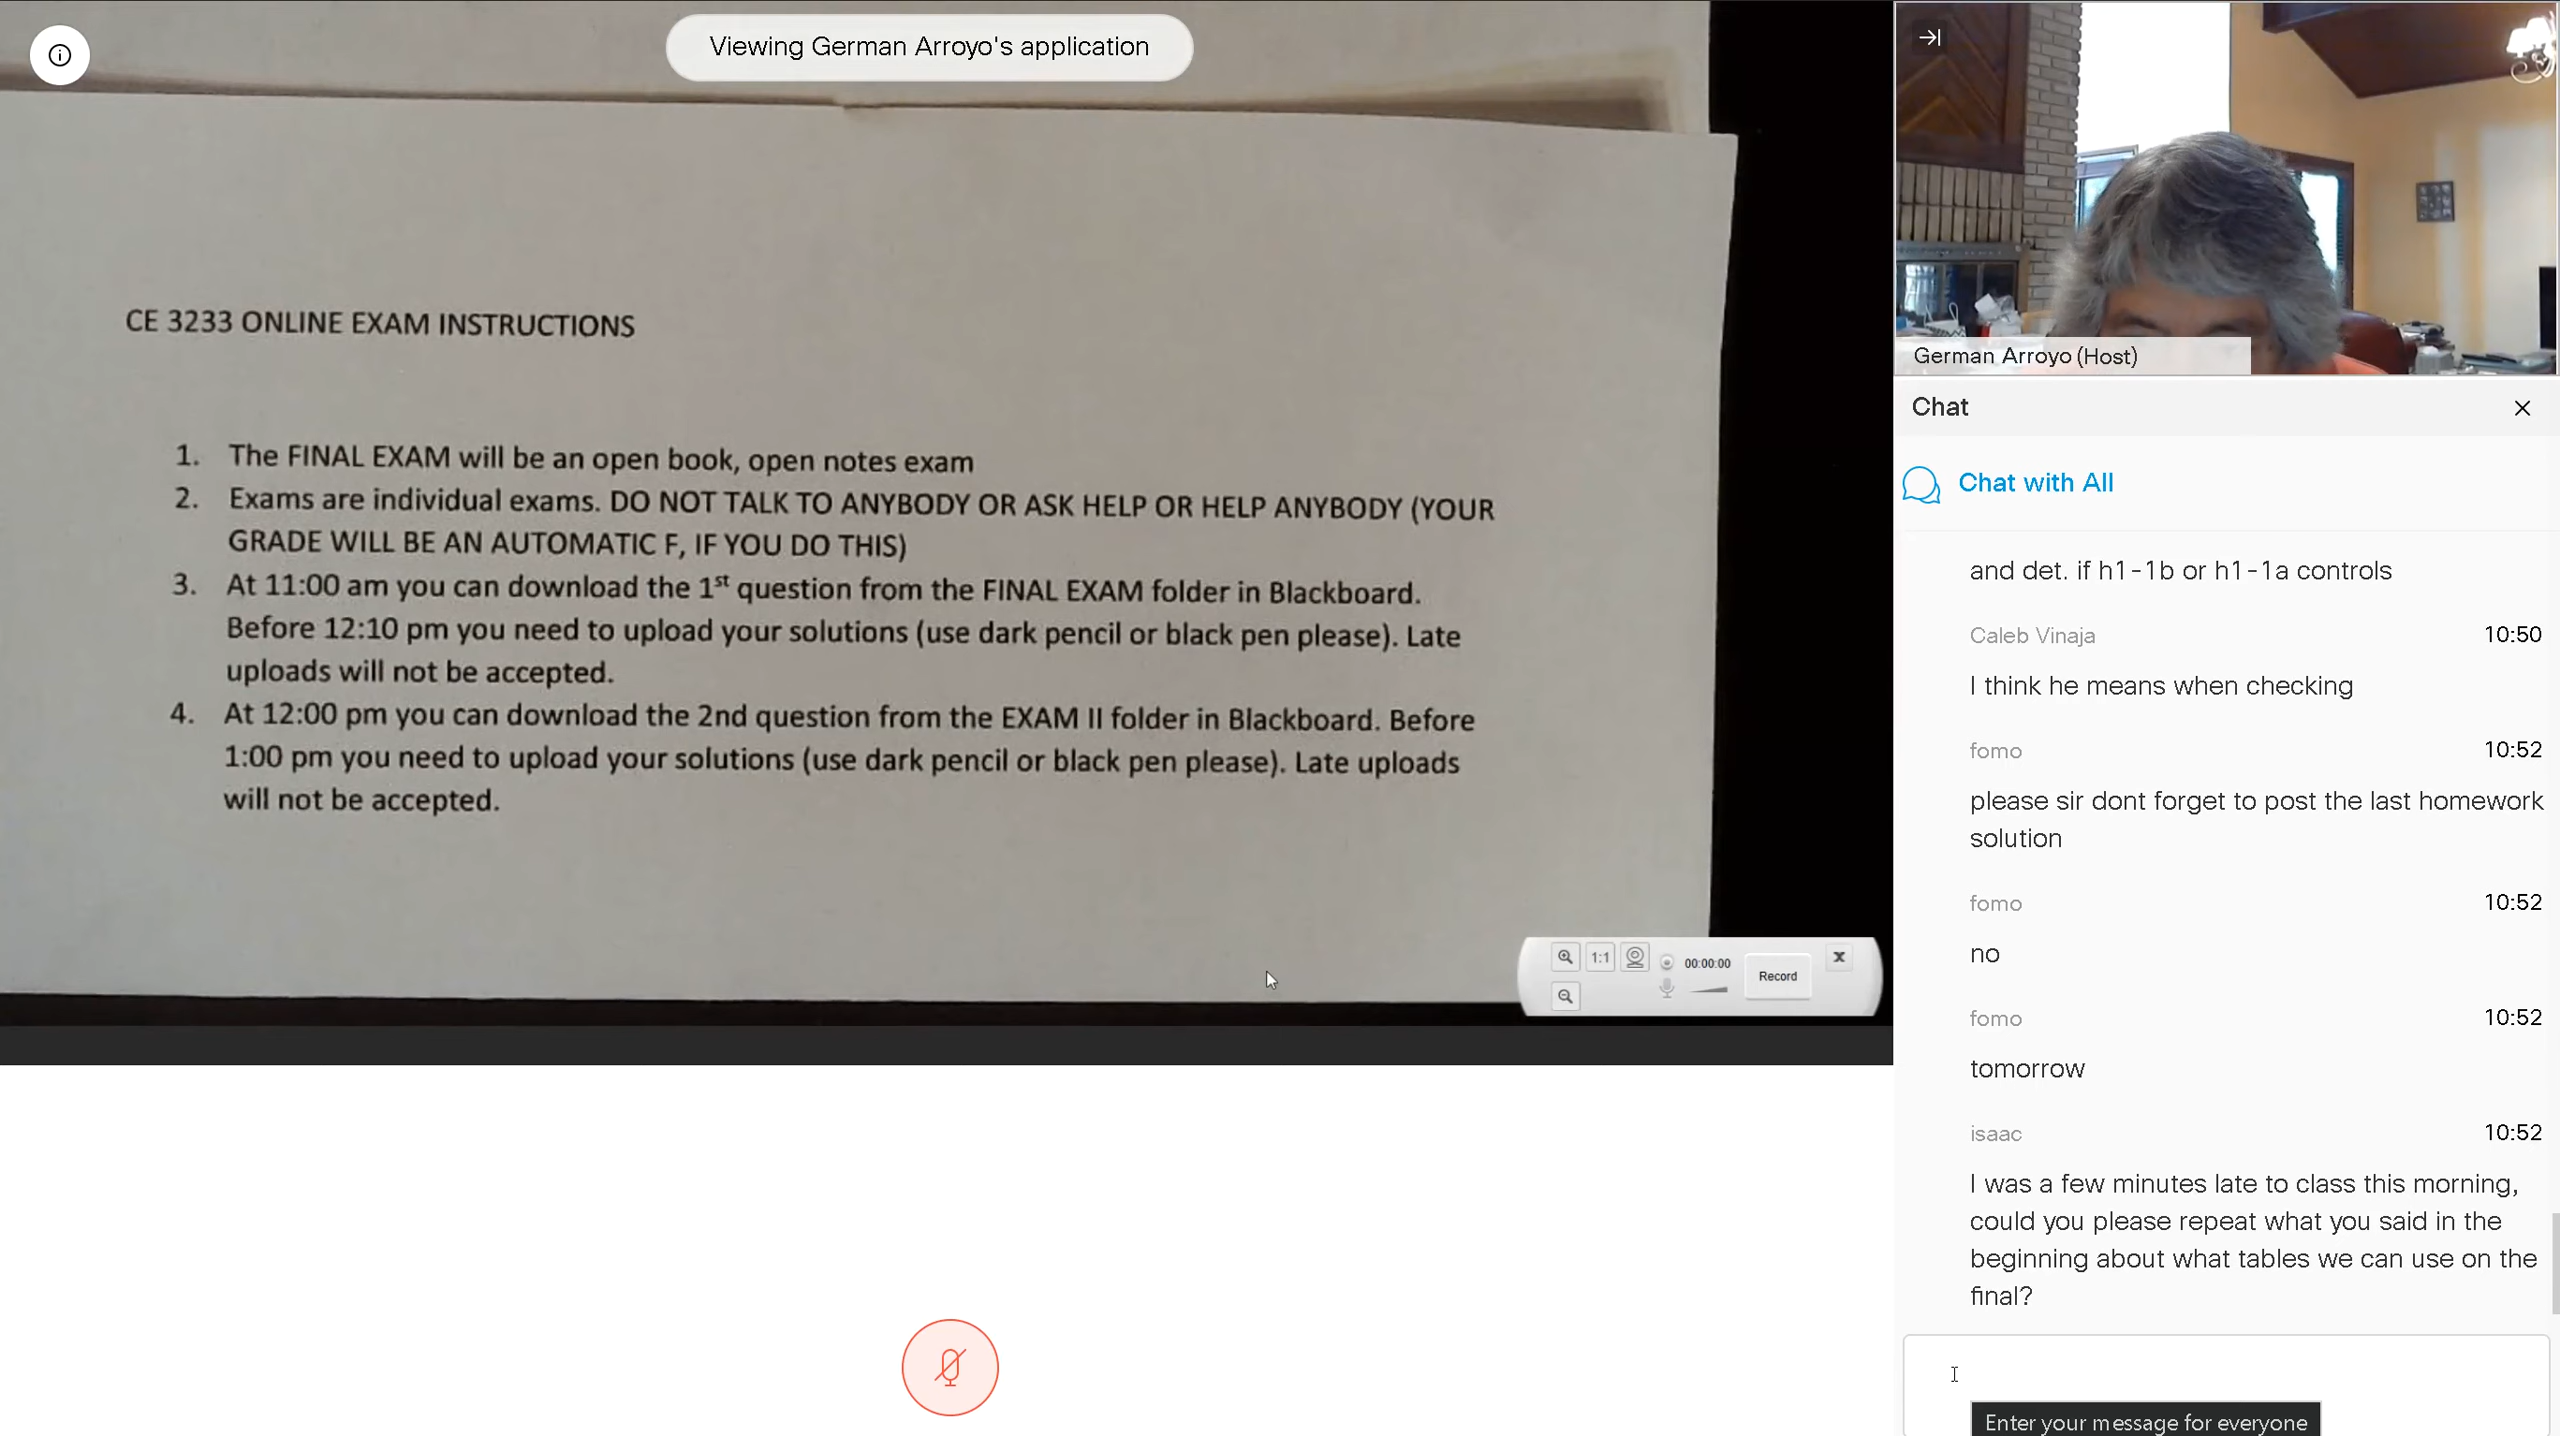 Viewing German Arroyo's application
CE 3233 ONLINE EXAM INSTRUCTIONS
1. The FINAL EXAM will be an open book, open notes exam
2. Exams are individual exams. DO NOT TALK TO ANYBODY OR ASK HELP OR HELP ANYBODY (YOUR
GRADE WILL BE AN AUTOMATIC F, IF YOU DO THIS)
3. At 11:00 am you can download the 1st question from the FINAL EXAM folder in Blackboard.
Before 12:10 pm you need to upload your solutions (use dark pencil or black pen please). Late
uploads will not be accepted.
4. At 12:00 pm you can download the 2nd question from the EXAM II folder in Blackboard. Before
1:00 pm you need to upload your solutions (use dark pencil or black pen please). Late uploads
will not be accepted.
1:1
00:00:00
Record
X
German Arroyo (Host)
Chat
Chat with All
and det. if h1-1b or h1-1a controls
Caleb Vinaja 10:50
I think he means when checking
fomo 10:52
please sir dont forget to post the last homework
solution
fomo 10:52
no
fomo 10:52
tomorrow
isaac 10:52
I was a few minutes late to class this morning,
could you please repeat what you said in the
beginning about what tables we can use on the
final?
Enter your message for everyone